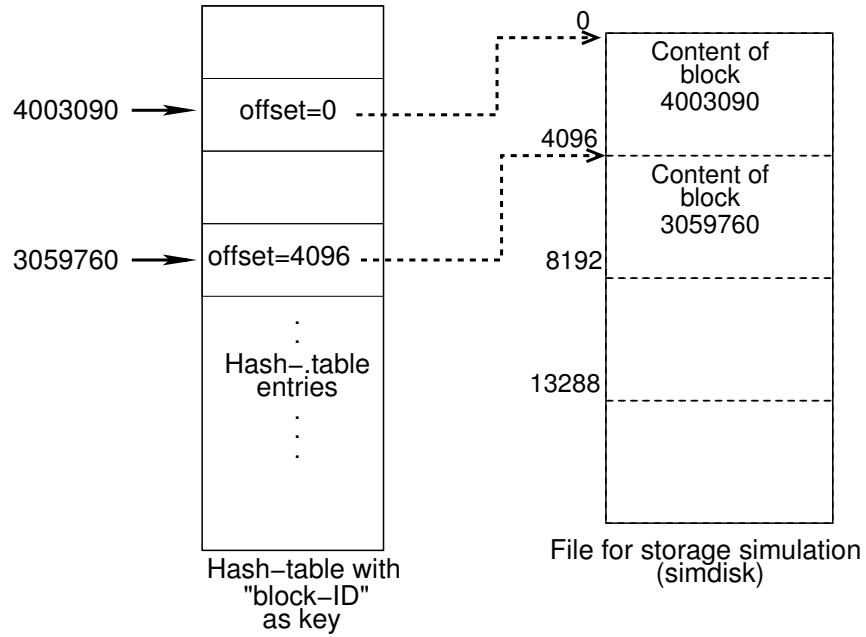 4003090
3059760
offset=0
offset=4096
.
.
.
Hash-table
entries
.
.
.
Hash-table with
"block-ID"
as key
0
4096
8192
13288
Content of
block
4003090
Content of
block
3059760
File for storage simulation
(simdisk)